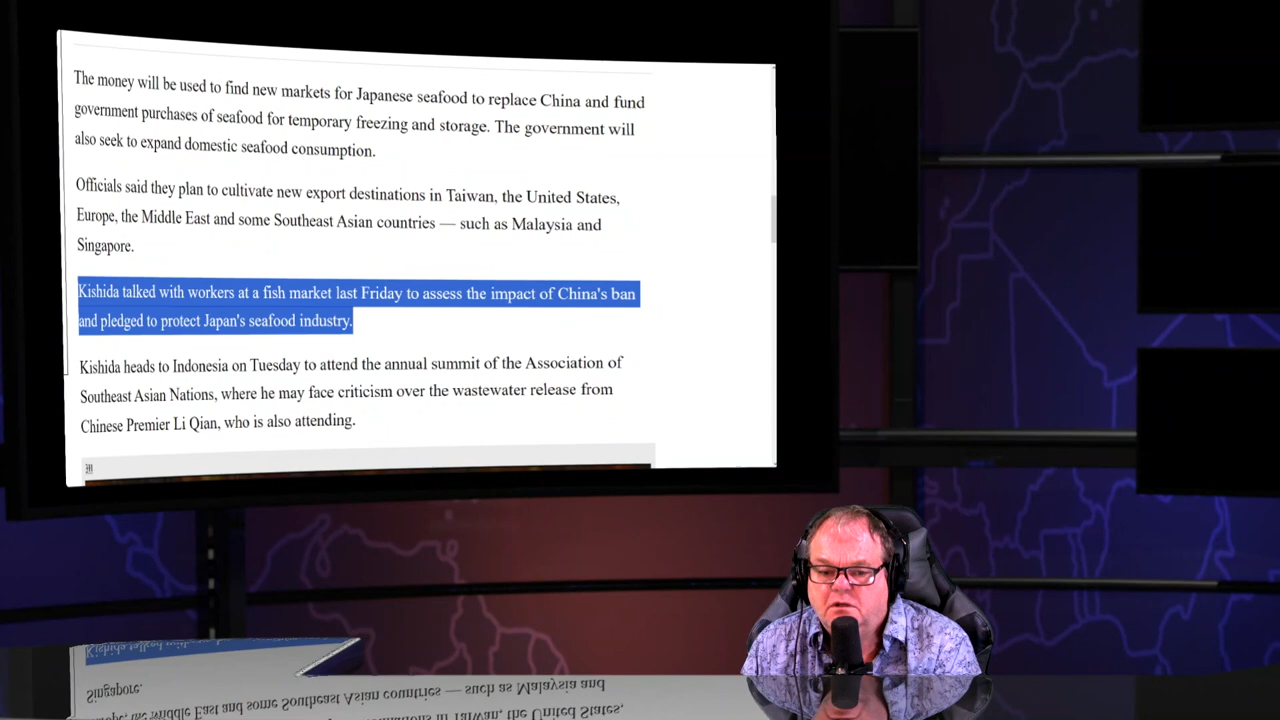 The money will be used to find new markets for Japanese seafood to replace China and fund
government purchases of seafood for temporary freezing and storage. The government will
also seek to expand domestic seafood consumption.
Officials said they plan to cultivate new export destinations in Taiwan, the United States,
Europe, the Middle East and some Southeast Asian countries — such as Malaysia and
Singapore.
Kishida talked with workers at a fish market last Friday to assess the impact of China's ban
and pledged to protect Japan's seafood industry.
Kishida heads to Indonesia on Tuesday to attend the annual summit of the Association of
Southeast Asian Nations, where he may face criticism over the wastewater release from
Chinese Premier Li Qian, who is also attending.